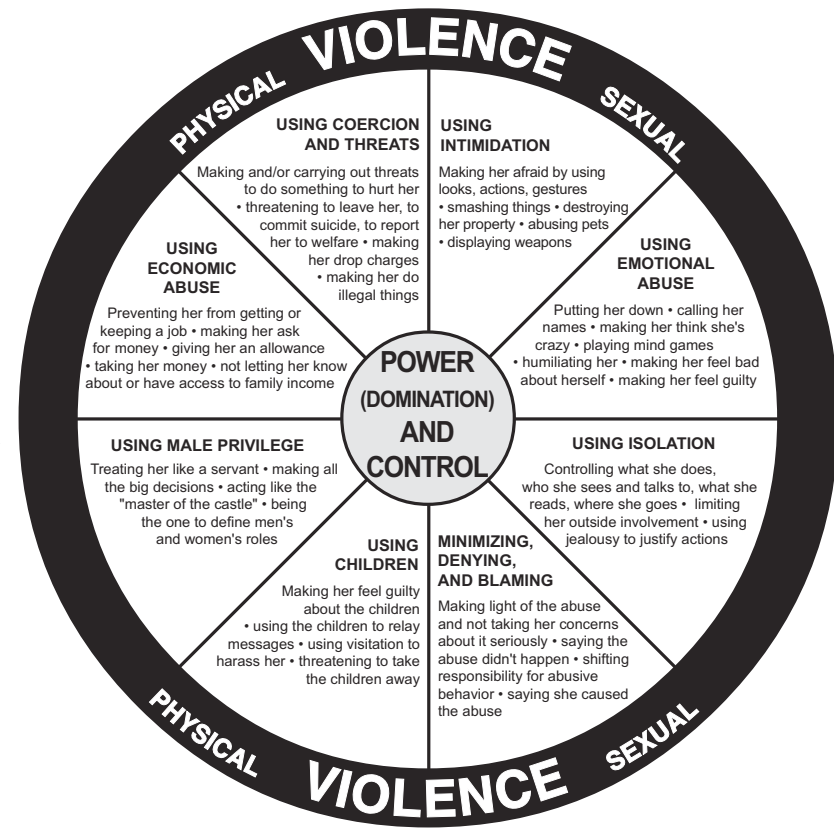 PHYSICAL VIOLENCE SEXUAL
USING COERCION
AND THREATS
Making and/or carrying out threats
to do something to hurt her
• threatening to leave her, to
commit suicide, to report
her to welfare • making
her drop charges
• making her do
illegal things
USING
INTIMIDATION
Making her afraid by using
looks, actions, gestures
• smashing things • destroying
her property • abusing pets
• displaying weapons
USING
EMOTIONAL
ABUSE
Putting her down • calling her
names • making her think she's
crazy • playing mind games
• humiliating her • making her feel bad
about herself • making her feel guilty
USING ISOLATION
Controlling what she does,
who she sees and talks to, what she
reads, where she goes • limiting
her outside involvement • using
jealousy to justify actions
MINIMIZING,
DENYING,
AND BLAMING
Making light of the abuse
and not taking her concerns
about it seriously • saying the
abuse didn't happen • shifting
responsibility for abusive
behavior • saying she caused
the abuse
USING
CHILDREN
Making her feel guilty
about the children
• using the children to relay
messages • using visitation to
harass her • threatening to take
the children away
USING MALE PRIVILEGE
Treating her like a servant • making all
the big decisions • acting like the
"master of the castle" • being
the one to define men's
and women's roles
USING
ECONOMIC
ABUSE
Preventing her from getting or
keeping a job • making her ask
for money • giving her an allowance
• taking her money • not letting her know
about or have access to family income
POWER
(DOMINATION)
AND
CONTROL
PHYSICAL VIOLENCE SEXUAL